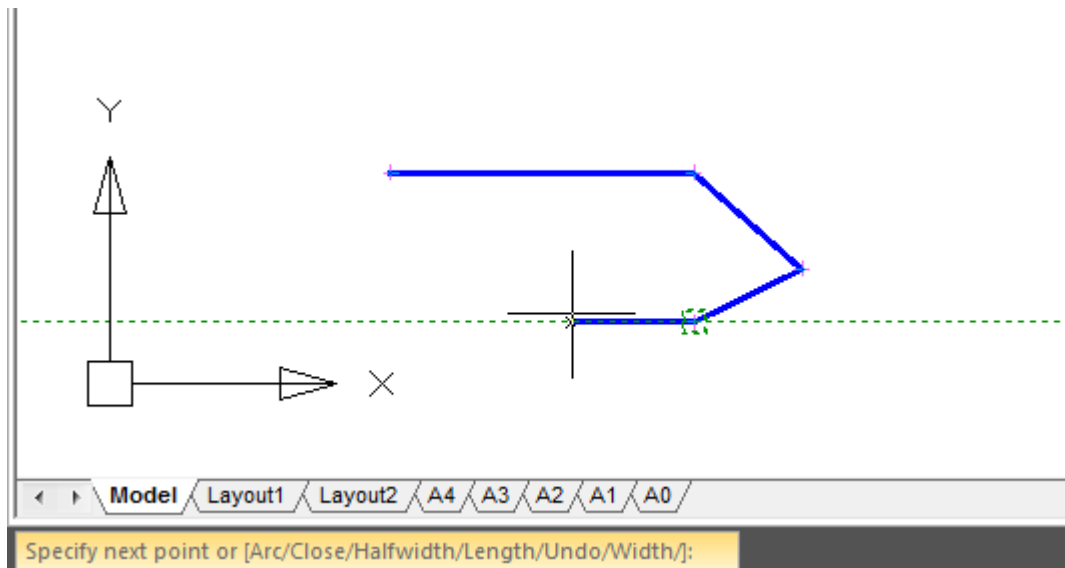 Y
X
Model Layout1 Layout2 A4 A3 A2 A1 A0
Specify next point or [Arc/Close/Halfwidth/Length/Undo/Width/]: